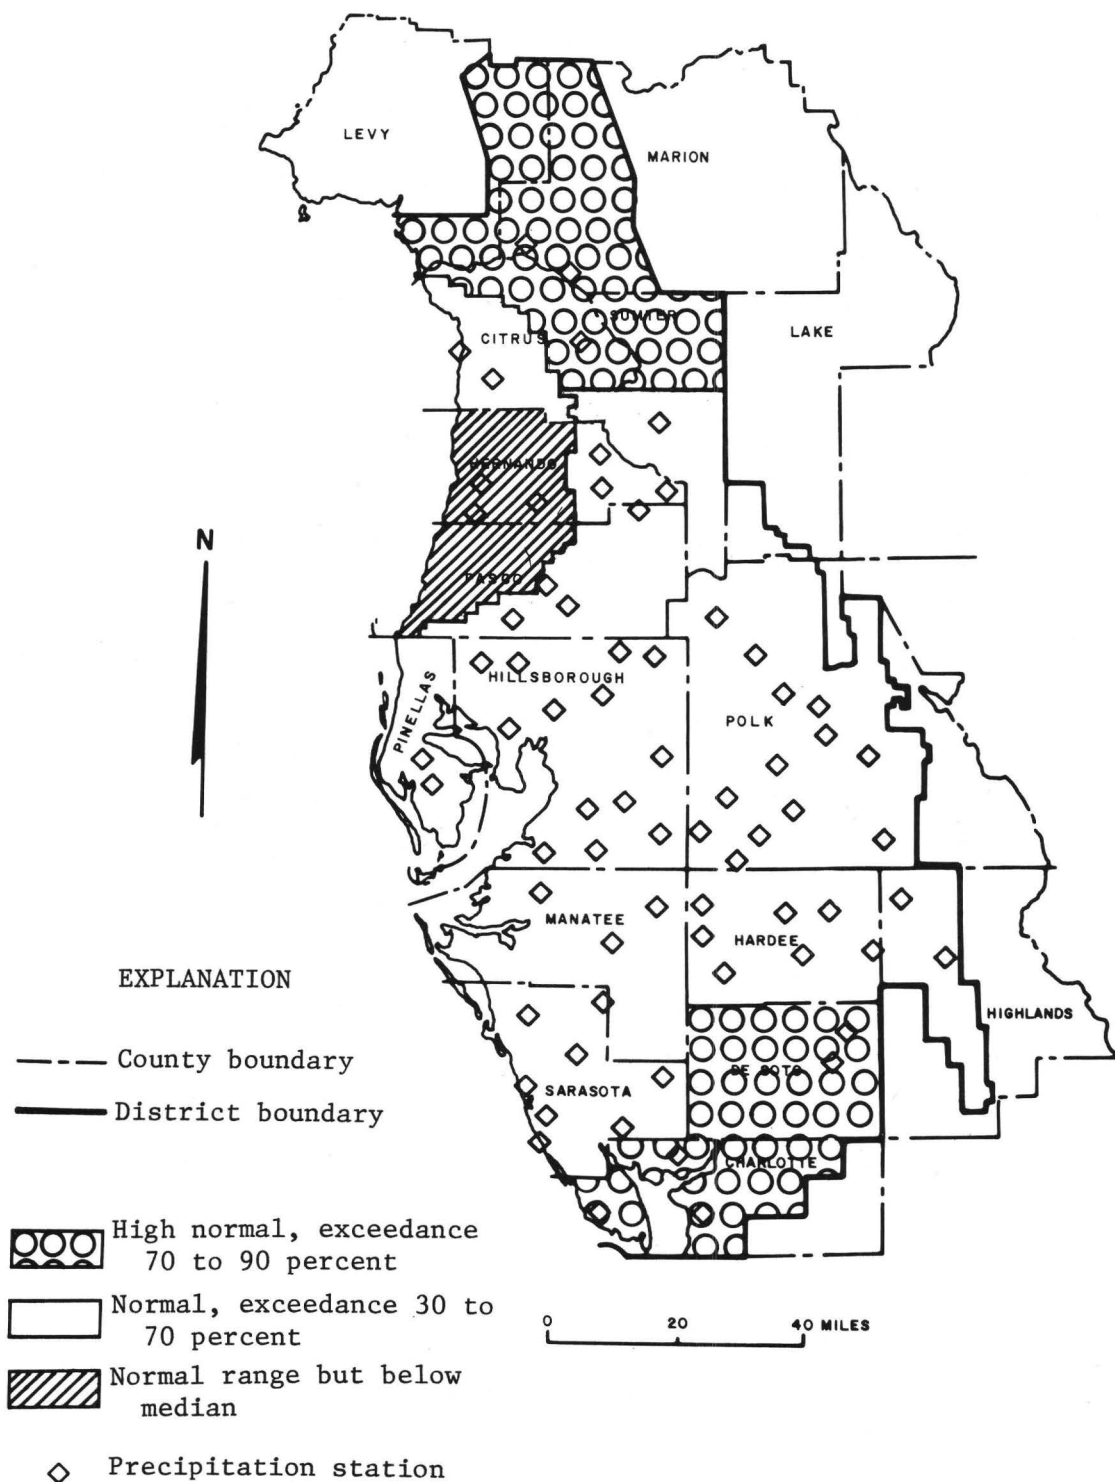 LEVY
MARION
SUMTER
LAKE
CITRUS
HERNANDO
N
PASCO
HILLSBOROUGH
PINELLAS
POLK
MANATEE
HARDEE
EXPLANATION
HIGHLANDS
County boundary
DE SOTO
SARASOTA
District boundary
CHARLOTTE
High normal, exceedance
70 to 90 percent
Normal, exceedance 30 to
70 percent
0 20 40 MILES
Normal range but below
median
Precipitation station